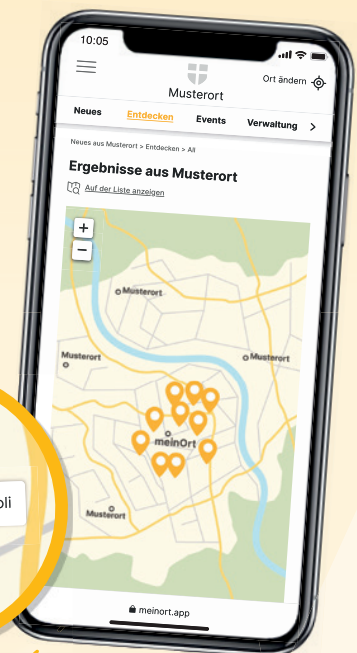 10:05
Musterort
Ort ändern
Neues Entdecken Events Verwaltung >
Neues aus Musterort > Entdecken > All
Ergebnisse aus Musterort
Auf der Liste anzeigen
+
−
Musterort
Musterort
Musterort
meinOrt
Musterort
oli
meinort.app